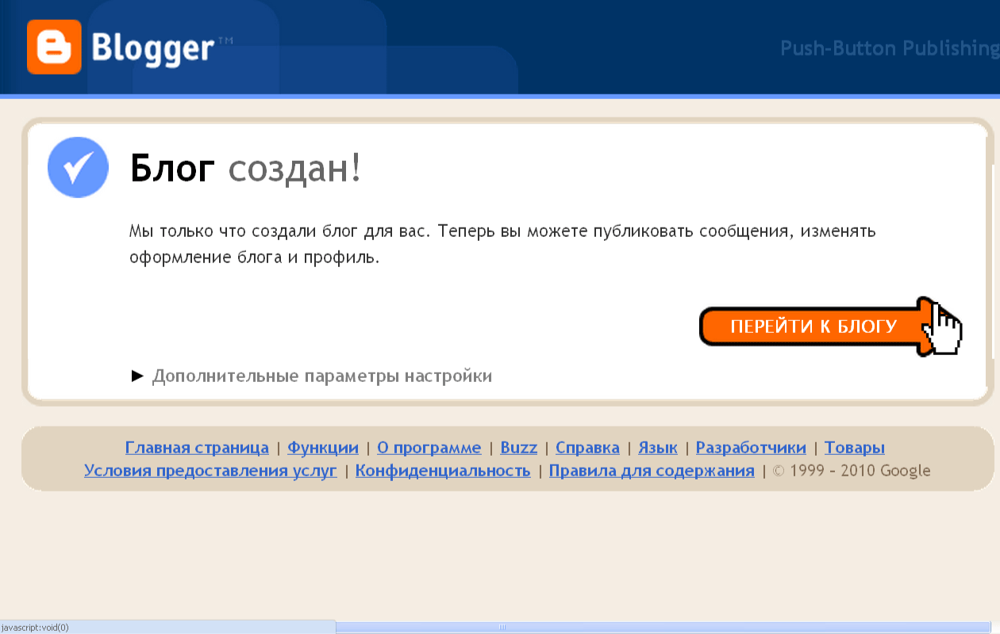 Blogger™
Push-Button Publishing
Блог создан!
Мы только что создали блог для вас. Теперь вы можете публиковать сообщения, изменять
оформление блога и профиль.
ПЕРЕЙТИ К БЛОГУ
► Дополнительные параметры настройки
Главная страница | Функции | О программе | Buzz | Справка | Язык | Разработчики | Товары
Условия предоставления услуг | Конфиденциальность | Правила для содержания | © 1999 – 2010 Google
javascript:void(0)